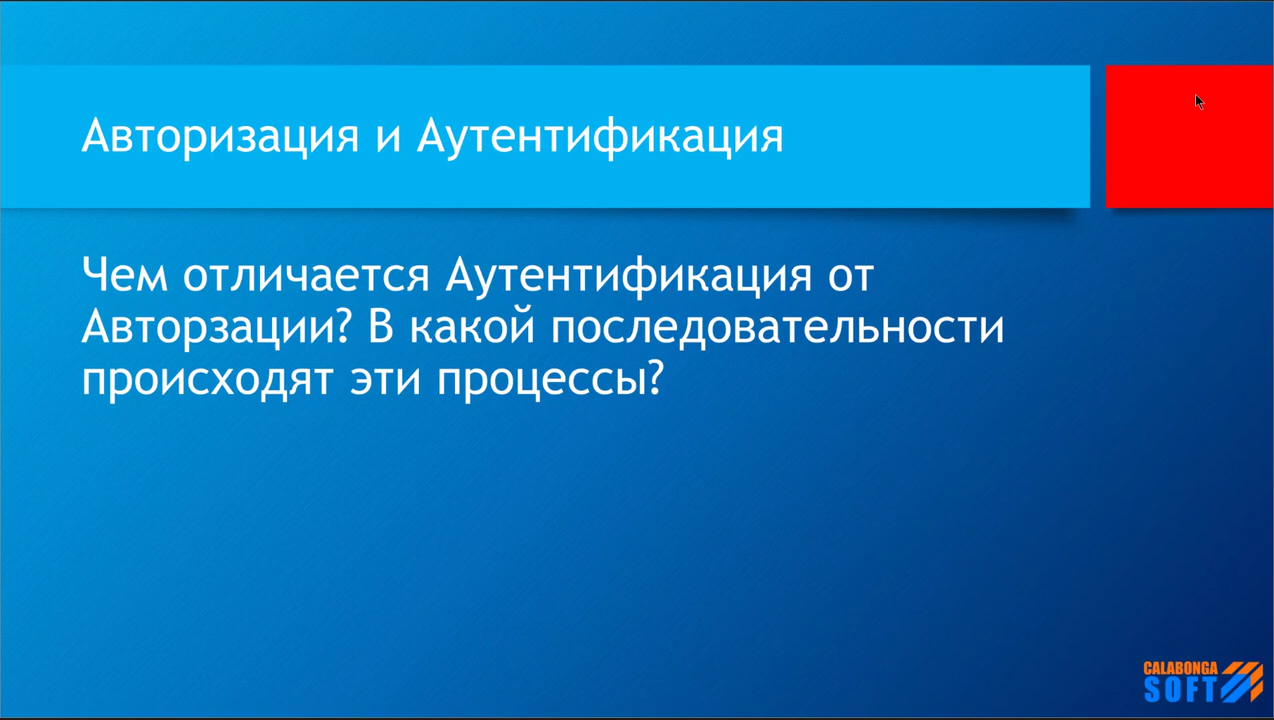 Авторизация и Аутентификация
Чем отличается Аутентификация от
Авторзации? В какой последовательности
происходят эти процессы?
CALABONGA
SOFT